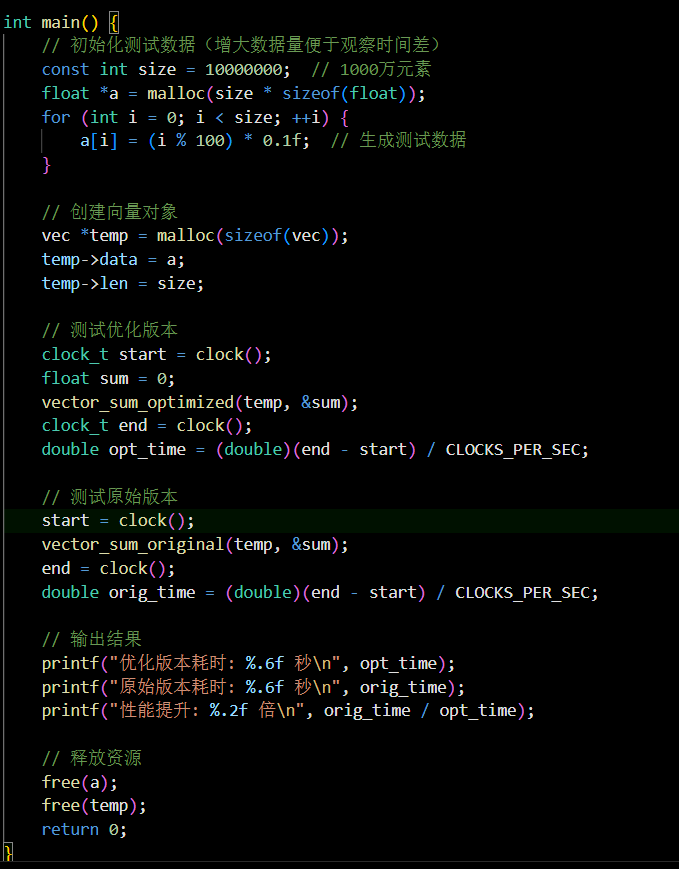 int main() {
    // 初始化测试数据（增大数据量便于观察时间差）
    const int size = 10000000;  // 1000万元素
    float *a = malloc(size * sizeof(float));
    for (int i = 0; i < size; ++i) {
        a[i] = (i % 100) * 0.1f;  // 生成测试数据
    }

    // 创建向量对象
    vec *temp = malloc(sizeof(vec));
    temp->data = a;
    temp->len = size;

    // 测试优化版本
    clock_t start = clock();
    float sum = 0;
    vector_sum_optimized(temp, &sum);
    clock_t end = clock();
    double opt_time = (double)(end - start) / CLOCKS_PER_SEC;

    // 测试原始版本
    start = clock();
    vector_sum_original(temp, &sum);
    end = clock();
    double orig_time = (double)(end - start) / CLOCKS_PER_SEC;

    // 输出结果
    printf("优化版本耗时: %.6f 秒\n", opt_time);
    printf("原始版本耗时: %.6f 秒\n", orig_time);
    printf("性能提升: %.2f 倍\n", orig_time / opt_time);

    // 释放资源
    free(a);
    free(temp);
    return 0;
}